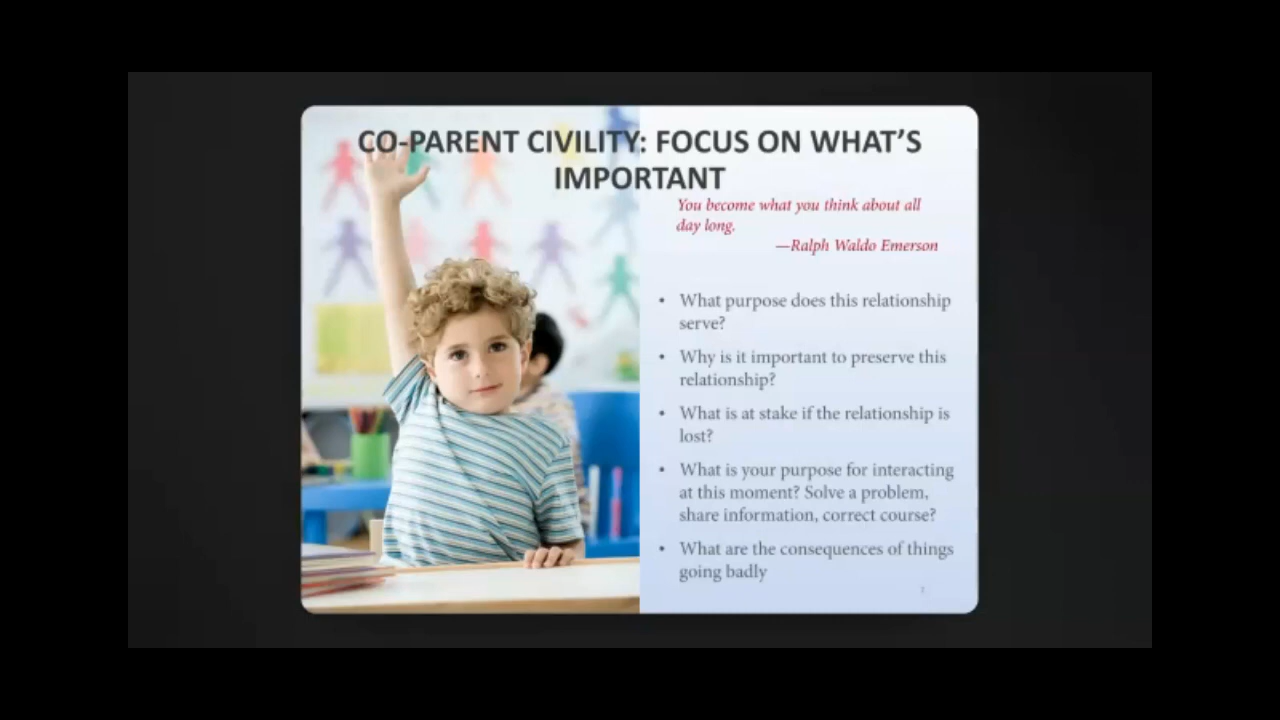 CO-PARENT CIVILITY: FOCUS ON WHAT'S
IMPORTANT
You become what you think about all
day long.
—Ralph Waldo Emerson
• What purpose does this relationship
serve?
• Why is it important to preserve this
relationship?
• What is at stake if the relationship is
lost?
• What is your purpose for interacting
at this moment? Solve a problem,
share information, correct course?
• What are the consequences of things
going badly